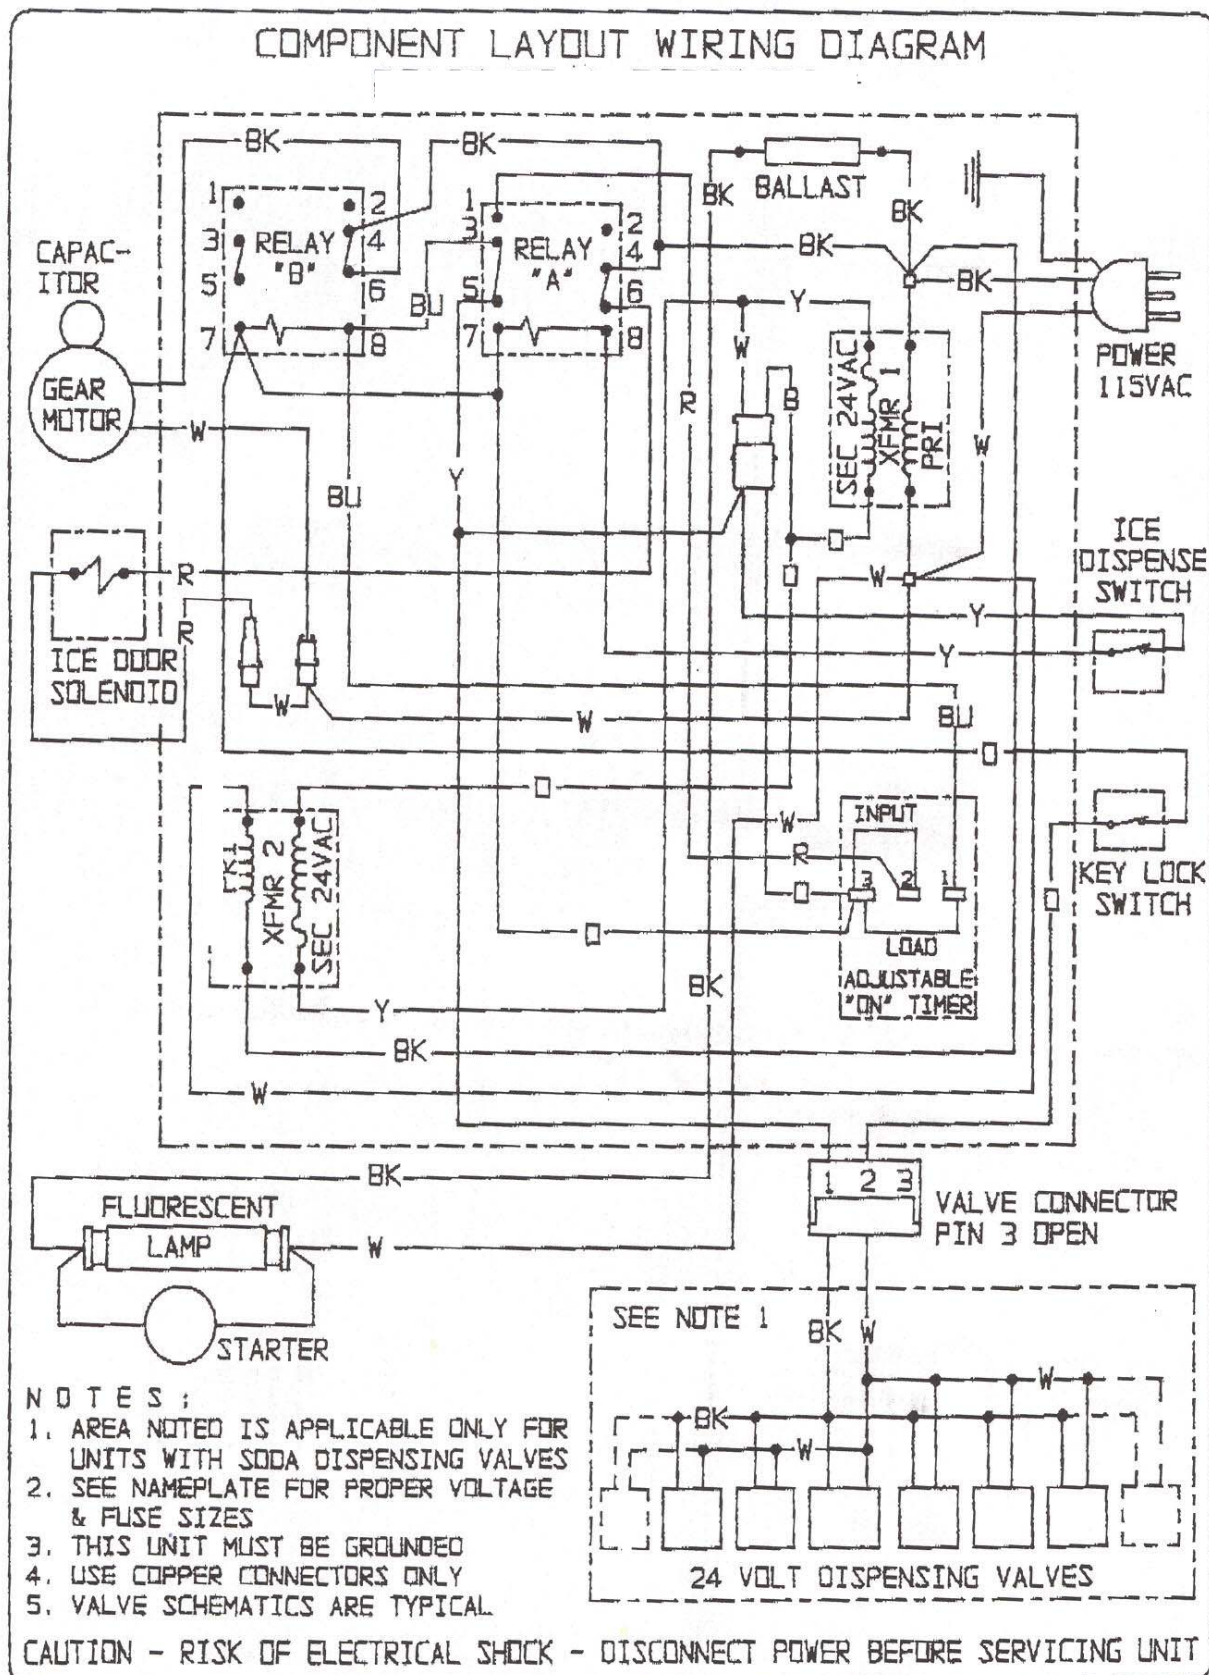 COMPONENT LAYOUT WIRING DIAGRAM
BK
BK
BK
BALLAST
BK
1
2
3
4
5
6
7
8
RELAY
"B"
1
2
3
4
5
6
7
8
RELAY
"A"
BK
BK
CAPAC-
ITOR
BU
Y
W
POWER
115VAC
GEAR
MOTOR
W
R
B
SEC 24VAC
XFMR 1
PRI
W
Y
BU
O
O
ICE
DISPENSE
SWITCH
R
W
R
Y
Y
ICE DOOR
SOLENOID
W
W
BU
O
O
INPUT
W
R
3
2
1
O
O
LOAD
ADJUSTABLE
"ON" TIMER
KEY LOCK
SWITCH
O
XFMR 2
SEC 24VAC
Y
BK
BK
W
BK
1 2 3
VALVE CONNECTOR
PIN 3 OPEN
FLUORESCENT
LAMP
W
STARTER
SEE NOTE 1
BK
W
W
BK
W
24 VOLT DISPENSING VALVES
NOTES:
1. AREA NOTED IS APPLICABLE ONLY FOR
UNITS WITH SODA DISPENSING VALVES
2. SEE NAMEPLATE FOR PROPER VOLTAGE
& FUSE SIZES
3. THIS UNIT MUST BE GROUNDED
4. USE COPPER CONNECTORS ONLY
5. VALVE SCHEMATICS ARE TYPICAL
CAUTION - RISK OF ELECTRICAL SHOCK - DISCONNECT POWER BEFORE SERVICING UNIT